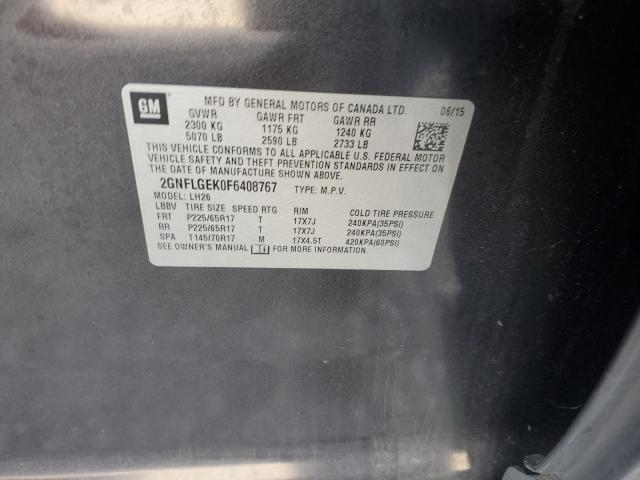 GM
MFD BY GENERAL MOTORS OF CANADA LTD. 06/15
GVWR GAWR FRT GAWR RR
2300 KG 1175 KG 1240 KG
5070 LB 2590 LB 2733 LB
THIS VEHICLE CONFORMS TO ALL APPLICABLE U.S. FEDERAL MOTOR
VEHICLE SAFETY AND THEFT PREVENTION STANDARDS IN EFFECT ON
THE DATE OF MANUFACTURE SHOWN ABOVE.
2GNFLGEK0F6408767 TYPE: M.P.V.
MODEL: LH26
LBBV TIRE SIZE SPEED RTG RIM COLD TIRE PRESSURE
FRT P225/65R17 T 17X7J 240KPA(35PSI)
RR P225/65R17 T 17X7J 240KPA(35PSI)
SPA T145/70R17 M 17X4.5T 420KPA(60PSI)
SEE OWNER'S MANUAL FOR MORE INFORMATION.